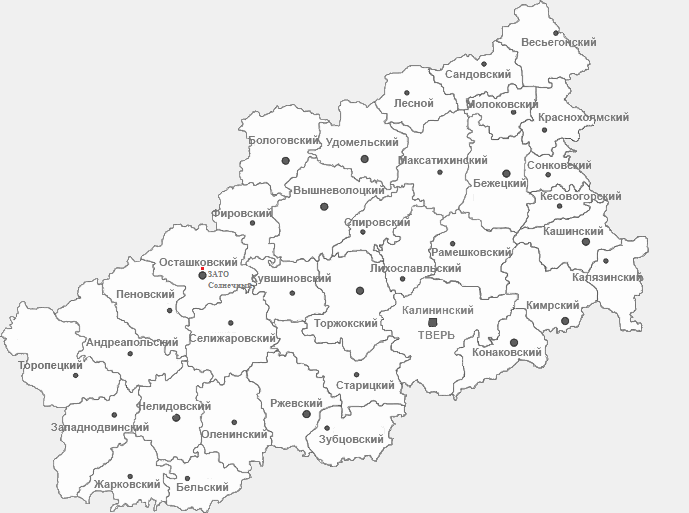 Весьегонский
Сандовский
Лесной
Молоковский
Краснохолмский
Бологовский
Удомельский
Максатихинский
Сонковский
Бежецкий
Вышневолоцкий
Кесовогорский
Фировский
Спировский
Кашинский
Рамешковский
Осташковский
ЗАТО
Солнечный
Лихославльский
Калязинский
Кувшиновский
Пеновский
Кимрский
Калининский
Торжокский
ТВЕРЬ
Селижаровский
Андреапольский
Конаковский
Торопецкий
Старицкий
Ржевский
Нелидовский
Западнодвинский
Оленинский
Зубцовский
Жарковский
Бельский